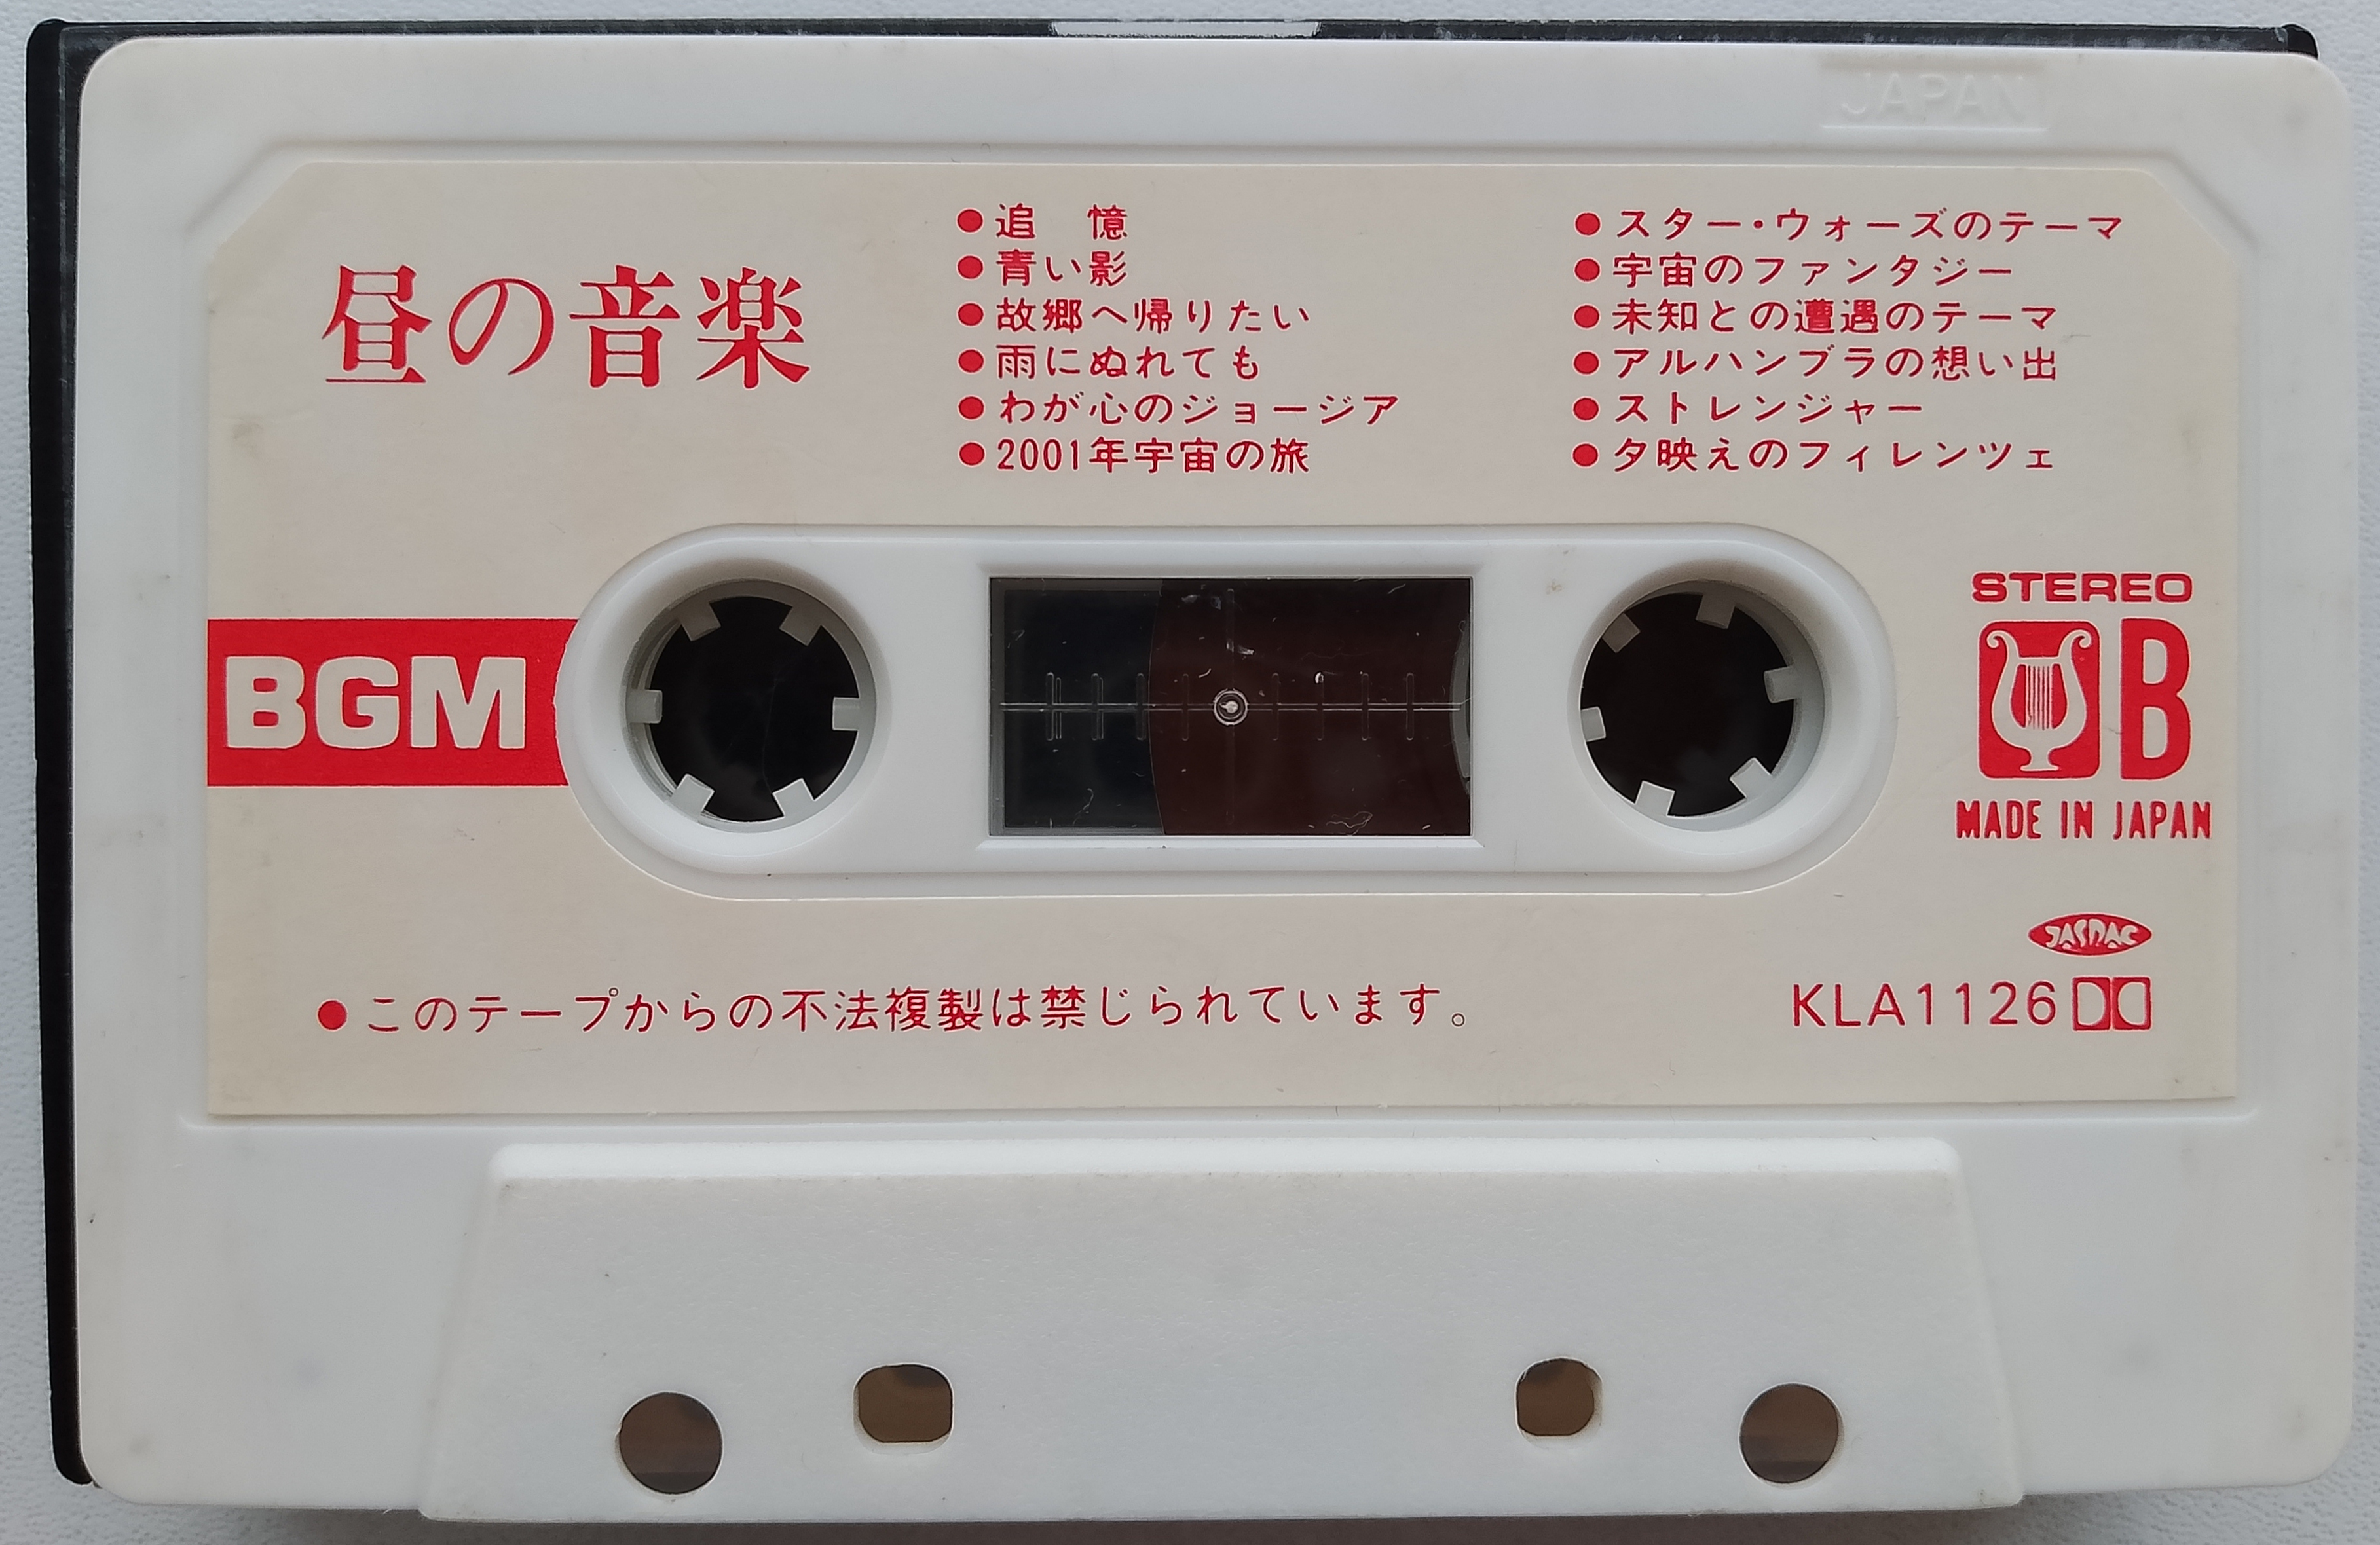 JAPAN
昼の音楽
●追　憶
●青い影
●故郷へ帰りたい
●雨にぬれても
●わが心のジョージア
●2001年宇宙の旅
●スター・ウォーズのテーマ
●宇宙のファンタジー
●未知との遭遇のテーマ
●アルハンブラの想い出
●ストレンジャー
●夕映えのフィレンツェ
BGM
STEREO
B
MADE IN JAPAN
JASRAC
●このテープからの不法複製は禁じられています。
KLA1126